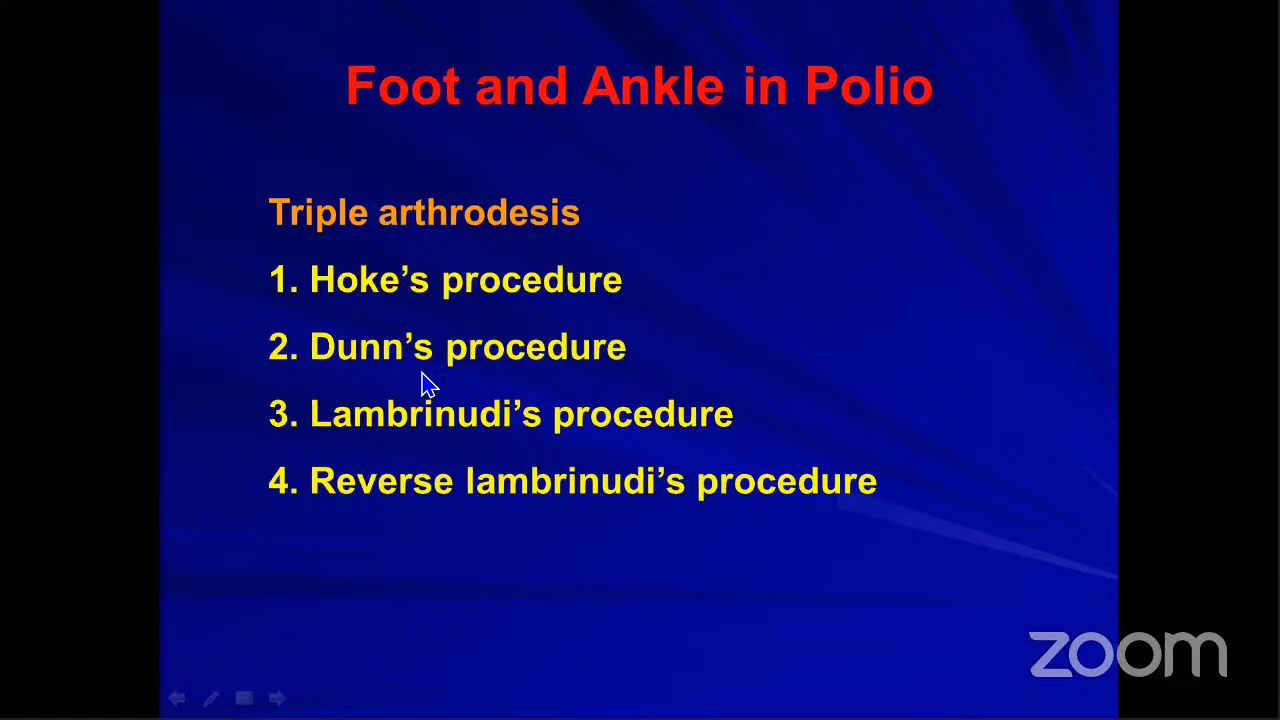 Foot and Ankle in Polio
Triple arthrodesis
1. Hoke’s procedure
2. Dunn’s procedure
3. Lambrinudi’s procedure
4. Reverse lambrinudi’s procedure
zoom